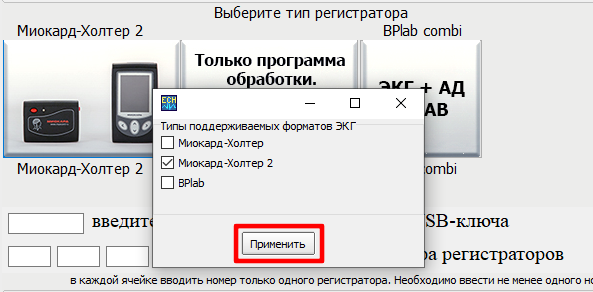 Выберите тип регистратора
Миокард-Холтер 2
BPlab combi
Только программа
обработки.
ЭКГ + АД
АВ
ECH
Типы поддерживаемых форматов ЭКГ
Миокард-Холтер
Миокард-Холтер 2
BPlab
Применить
Миокард-Холтер 2
combi
введите
SB-ключа
ра регистраторов
в каждой ячейке вводить номер только одного регистратора. Необходимо ввести не менее одного но